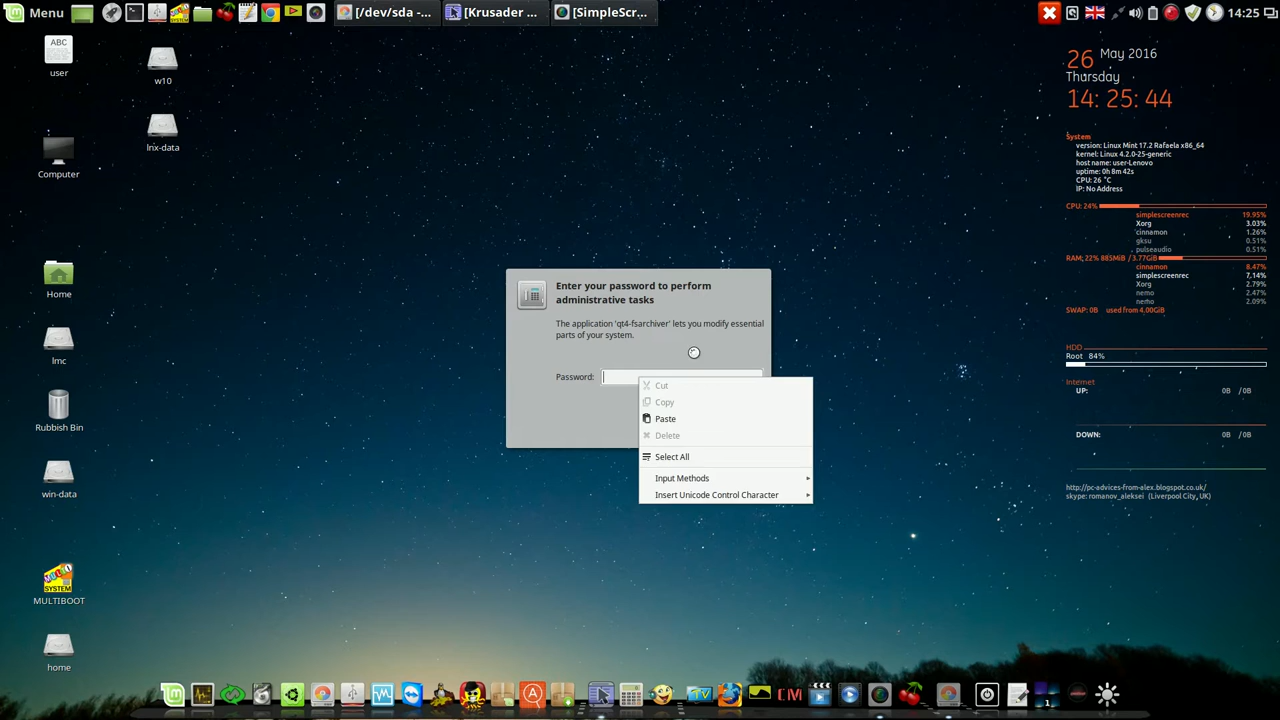 Menu
[/dev/sda -...
[Krusader ...
[SimpleScr...
14:25
ABC
user
w10
Computer
lnx-data
Home
lmc
Rubbish Bin
win-data
MULTI
SYSTEM
MULTIBOOT
home
26 May 2016
Thursday
14: 25: 44
System
version: Linux Mint 17.2 Rafaela x86_64
kernel: Linux 4.2.0-25-generic
host name: user-Lenovo
uptime: 0h 8m 42s
CPU: 26 °C
IP: No Address
CPU: 24%
simplescreenrec 19.95%
Xorg 3.03%
cinnamon 1.26%
gksu 0.51%
pulseaudio 0.51%
RAM: 22% 885MiB / 3.77GiB
cinnamon 8.47%
simplescreenrec 7.14%
Xorg 2.79%
nemo 2.47%
nemo 2.09%
SWAP: 0B used from 4.00GiB
HDD
Root 84%
Internet
UP: 0B /0B
DOWN: 0B /0B
http://pc-advices-from-alex.blogspot.co.uk/
skype: romanov_aleksei (Liverpool City, UK)
Enter your password to perform
administrative tasks
The application 'qt4-fsarchiver' lets you modify essential
parts of your system.
Password:
Cut
Copy
Paste
Delete
Select All
Input Methods
Insert Unicode Control Character
TV
CM
1